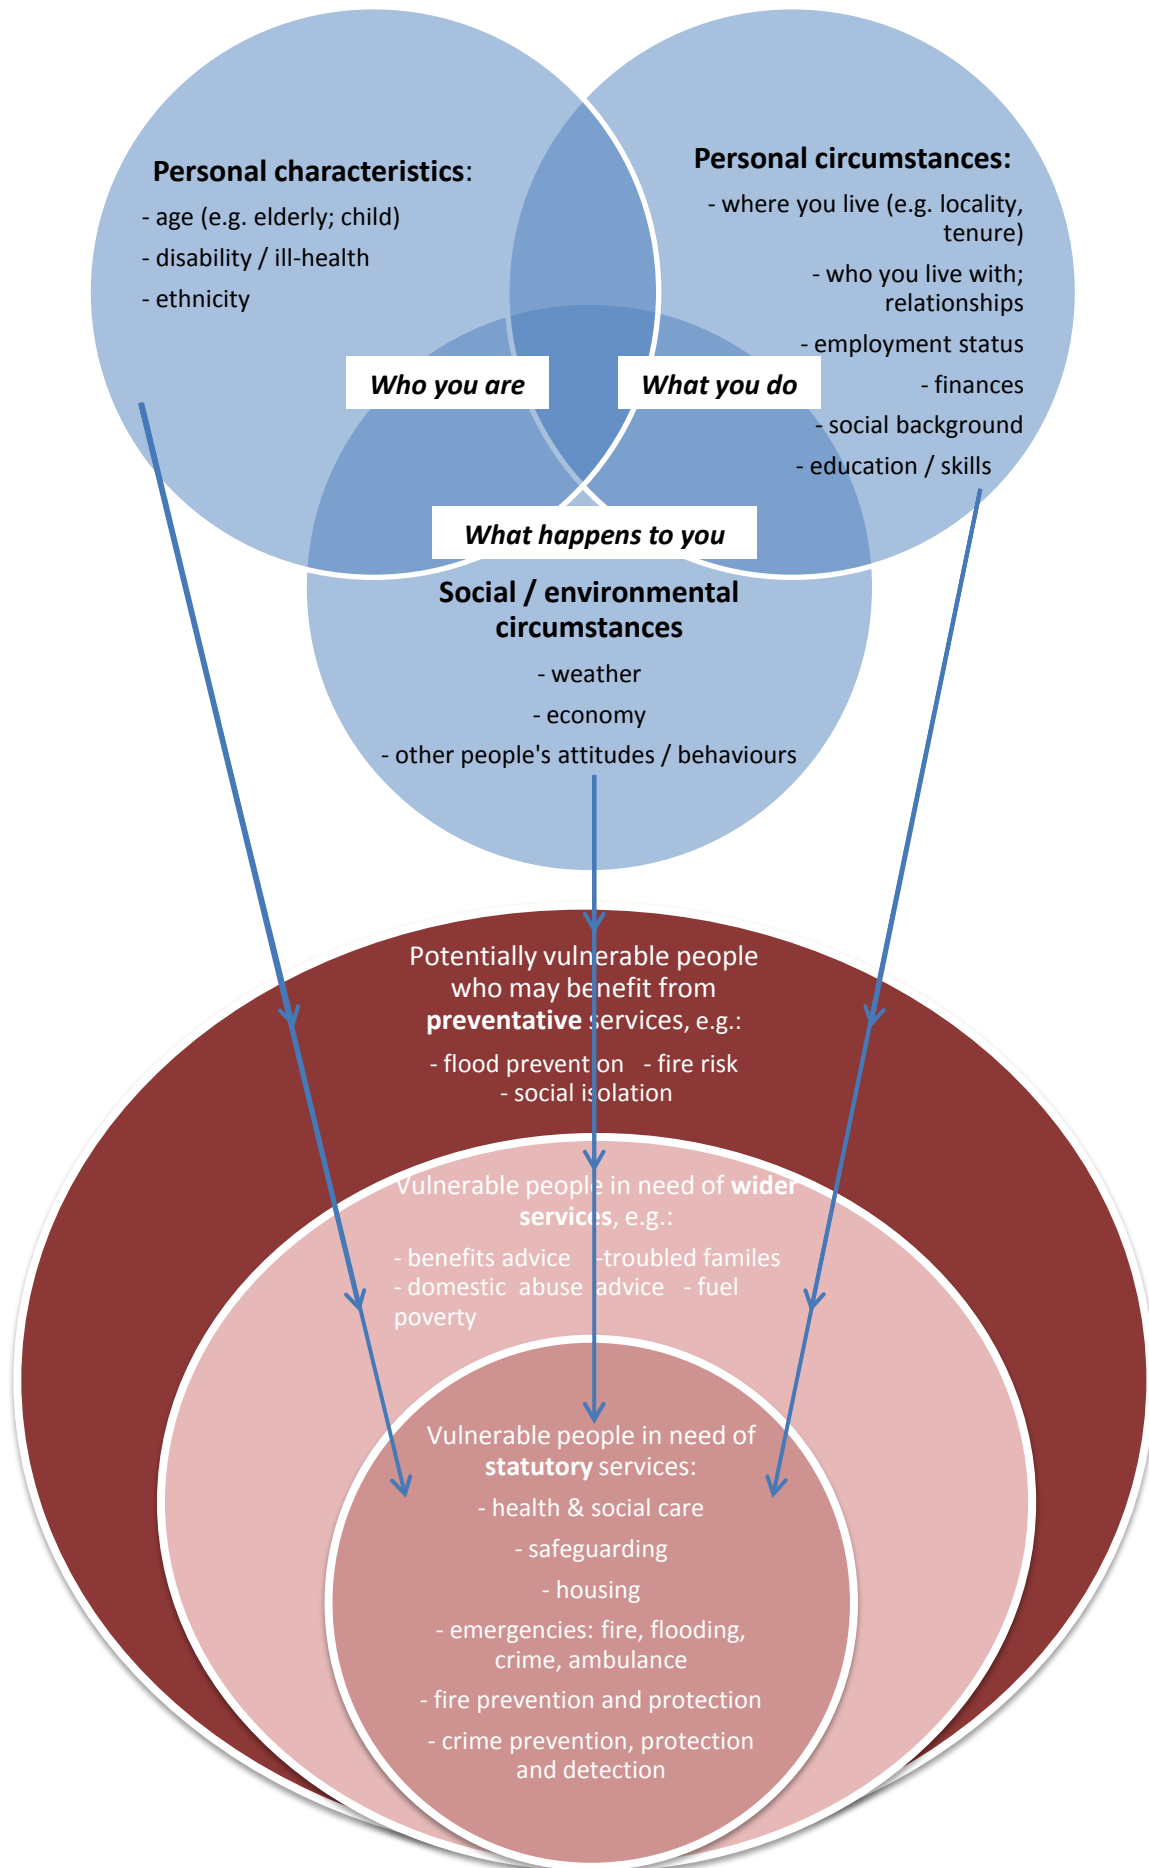 Personal characteristics:
- age (e.g. elderly; child)
- disability / ill-health
- ethnicity
Personal circumstances:
- where you live (e.g. locality,
tenure)
- who you live with;
relationships
- employment status
- finances
- social background
- education / skills
Who you are
What you do
What happens to you
Social / environmental
circumstances
- weather
- economy
- other people's attitudes / behaviours
Potentially vulnerable people
who may benefit from
preventative services, e.g.:
- flood prevention - fire risk
- social isolation
Vulnerable people in need of wider
services, e.g.:
- benefits advice -troubled familes
- domestic abuse advice - fuel
poverty
Vulnerable people in need of
statutory services:
- health & social care
- safeguarding
- housing
- emergencies: fire, flooding,
crime, ambulance
- fire prevention and protection
- crime prevention, protection
and detection